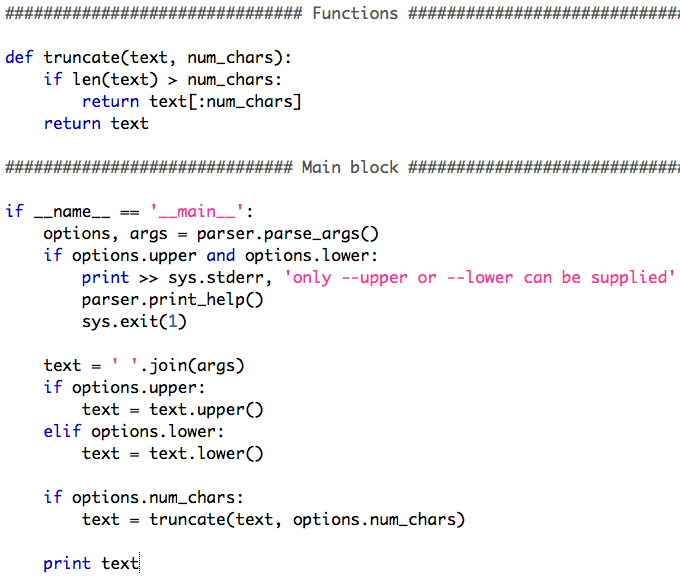 ############################### Functions #############################
def truncate(text, num_chars):
    if len(text) > num_chars:
        return text[:num_chars]
    return text
############################## Main block #############################
if __name__ == '__main__':
    options, args = parser.parse_args()
    if options.upper and options.lower:
        print >> sys.stderr, 'only --upper or --lower can be supplied'
        parser.print_help()
        sys.exit(1)
    text = ' '.join(args)
    if options.upper:
        text = text.upper()
    elif options.lower:
        text = text.lower()
    if options.num_chars:
        text = truncate(text, options.num_chars)
    print text